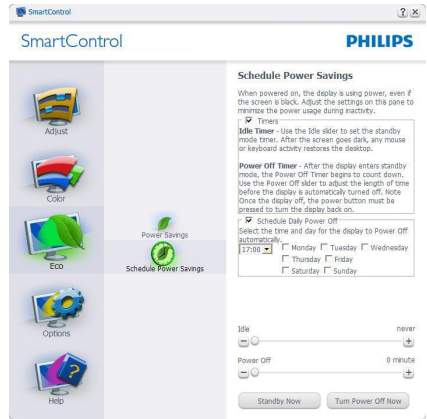 SmartControl
SmartControl
PHILIPS
Adjust
Color
Eco
Options
Help
Power Savings
Schedule Power Savings
Schedule Power Savings
When powered on, the display is using power, even if
the screen is black. Adjust the settings on this pane to
minimize the power usage during inactivity.
Timers
Idle Timer - Use the Idle slider to set the standby
mode timer. After the screen goes dark, any mouse
or keyboard activity restores the desktop.
Power Off Timer - After the display enters standby
mode, the Power Off Timer begins to count down.
Use the Power Off slider to adjust the length of time
before the display is automatically turned off. Note
Once the display off, the power button must be
pressed to turn the display back on.
Schedule Daily Power Off
Select the time and day for the display to Power Off
automatically.
17:00 Monday Tuesday Wednesday
Thursday Friday
Saturday Sunday
Idle never
Power Off 0 minute
Standby Now Turn Power Off Now